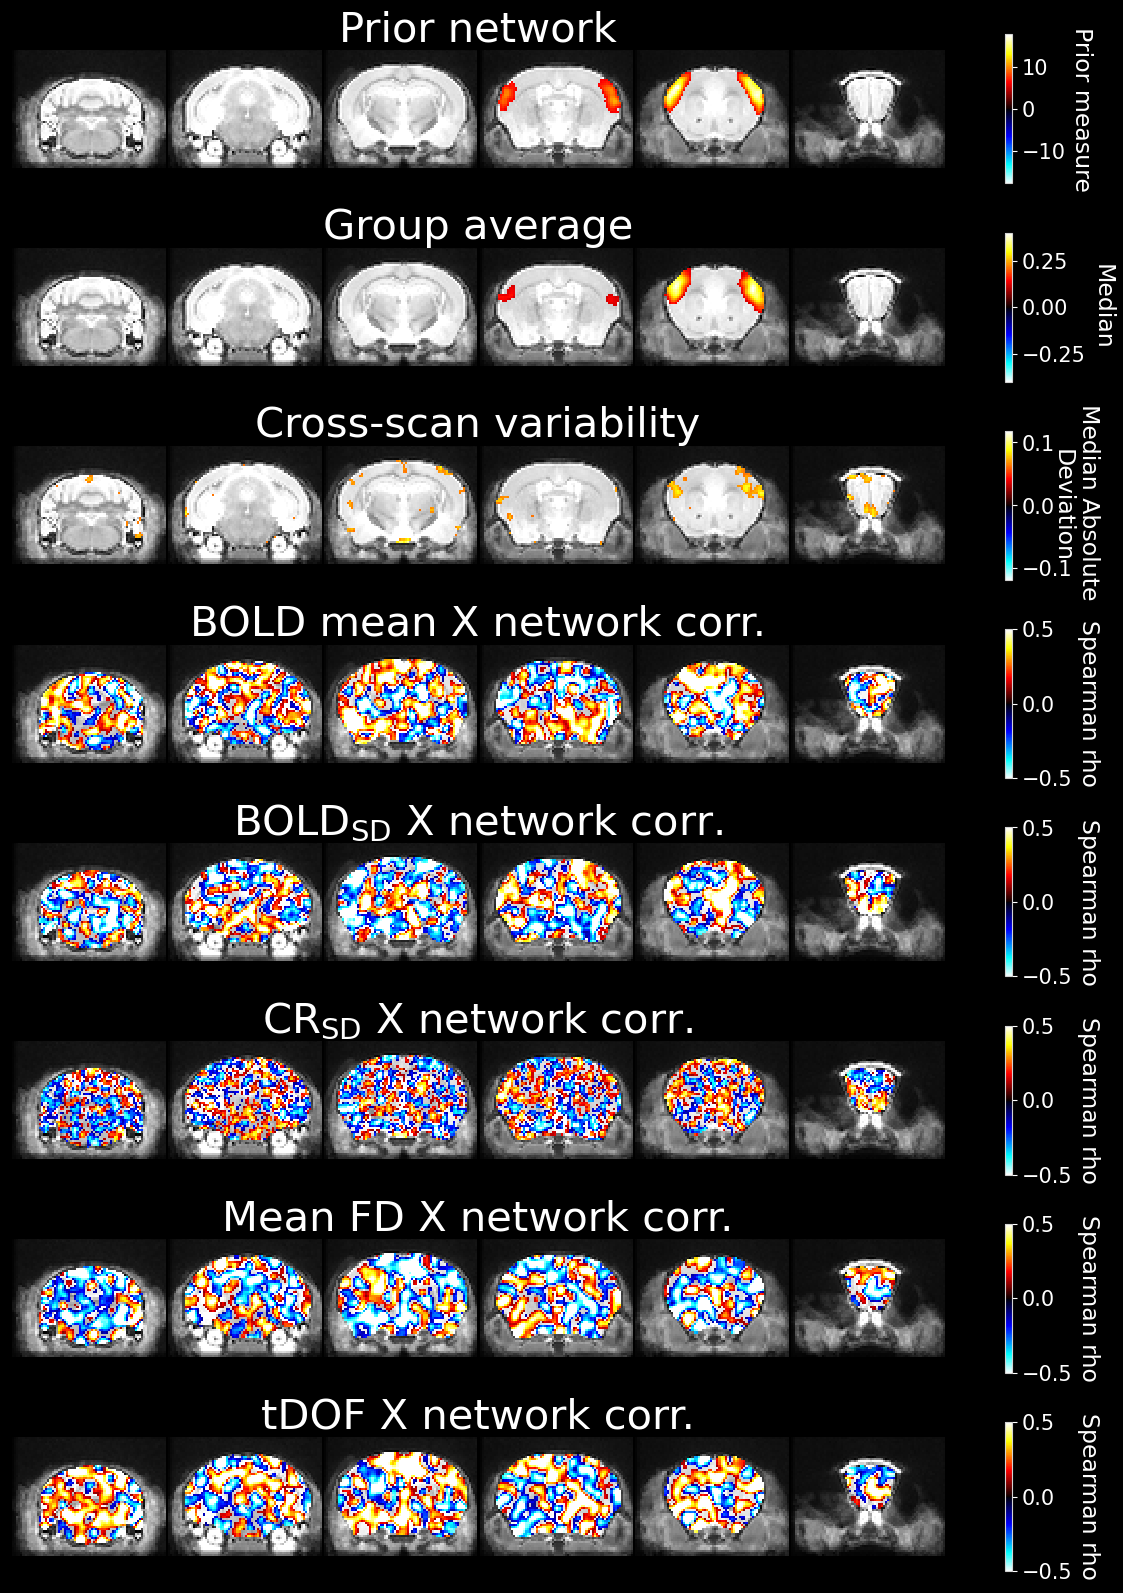 Prior network
10
0
−10
Prior measure
Group average
0.25
0.00
−0.25
Median
Cross-scan variability
0.1
0.0
−0.1
Median Absolute
Deviation
BOLD mean X network corr.
0.5
0.0
−0.5
Spearman rho
BOLDSD X network corr.
0.5
0.0
−0.5
Spearman rho
CRSD X network corr.
0.5
0.0
−0.5
Spearman rho
Mean FD X network corr.
0.5
0.0
−0.5
Spearman rho
tDOF X network corr.
0.5
0.0
−0.5
Spearman rho